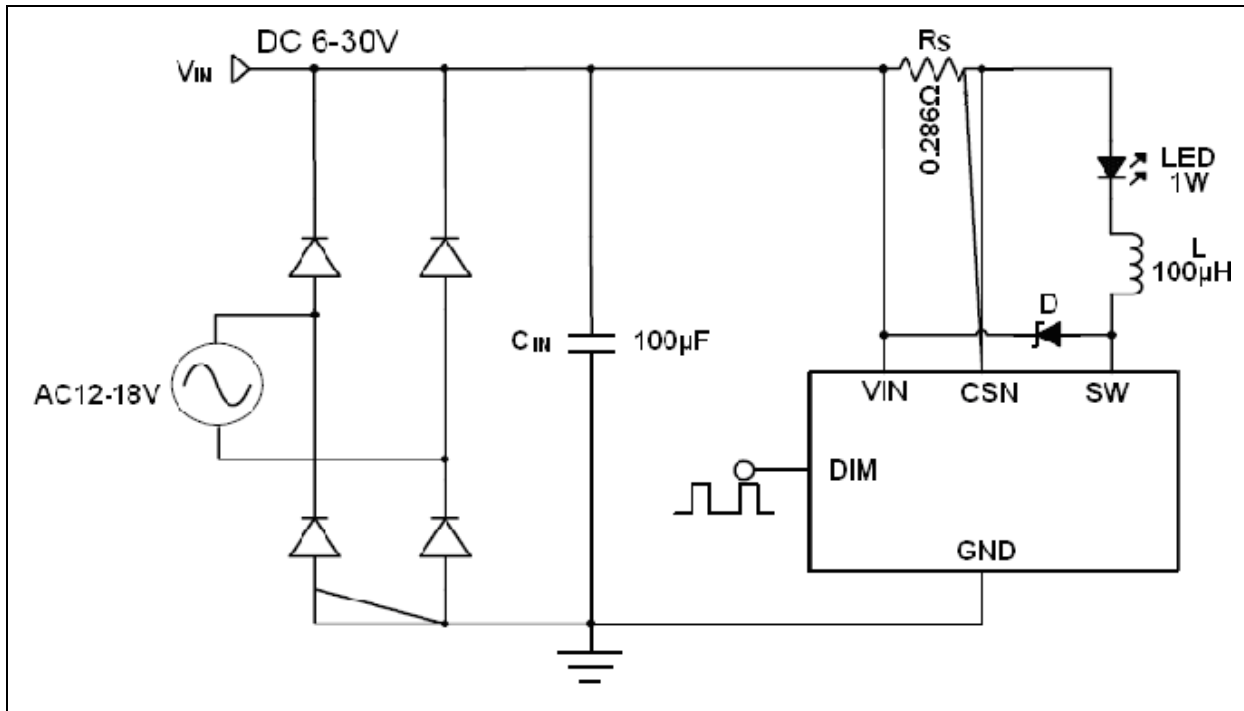 DC 6-30V
VIN
RS
0.286Ω
LED
1W
L
100μH
D
CIN
100μF
AC12-18V
VIN CSN SW
DIM
GND